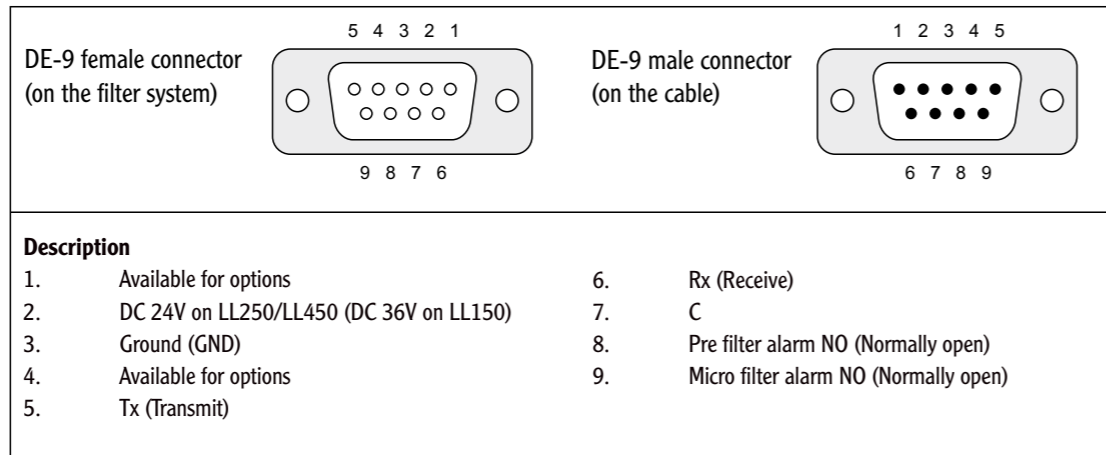 5 4 3 2 1
DE-9 female connector
(on the filter system)
9 8 7 6
1 2 3 4 5
DE-9 male connector
(on the cable)
6 7 8 9
Description
1. Available for options
2. DC 24V on LL250/LL450 (DC 36V on LL150)
3. Ground (GND)
4. Available for options
5. Tx (Transmit)
6. Rx (Receive)
7. C
8. Pre filter alarm NO (Normally open)
9. Micro filter alarm NO (Normally open)